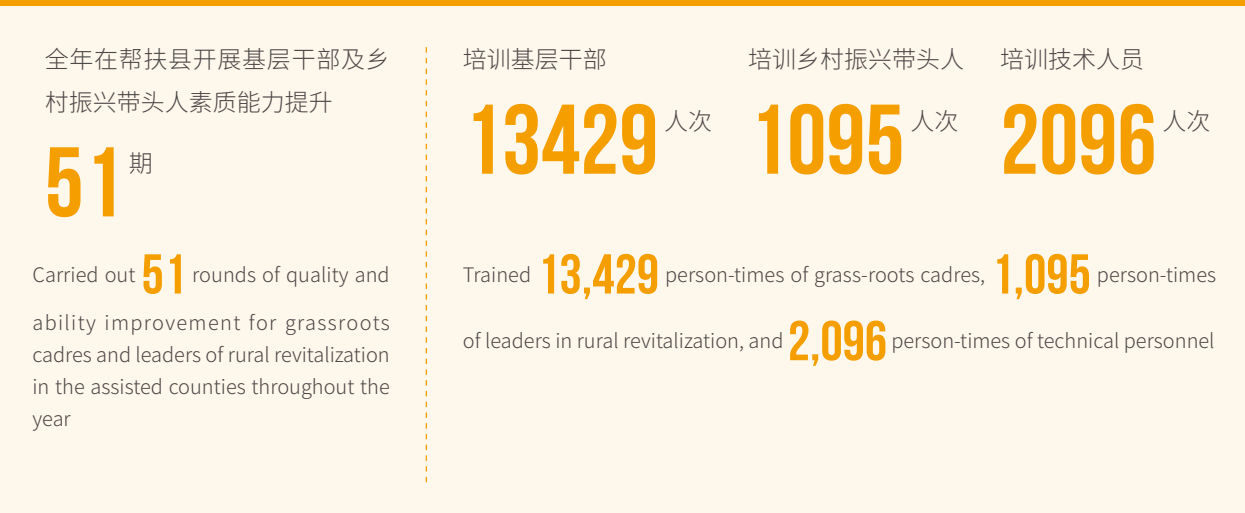 全年在帮扶县开展基层干部及乡
村振兴带头人素质能力提升
51 期
Carried out 51 rounds of quality and
ability improvement for grassroots
cadres and leaders of rural revitalization
in the assisted counties throughout the
year
培训基层干部
13429 人次
培训乡村振兴带头人
1095 人次
培训技术人员
2096 人次
Trained 13,429 person-times of grass-roots cadres, 1,095 person-times
of leaders in rural revitalization, and 2,096 person-times of technical personnel